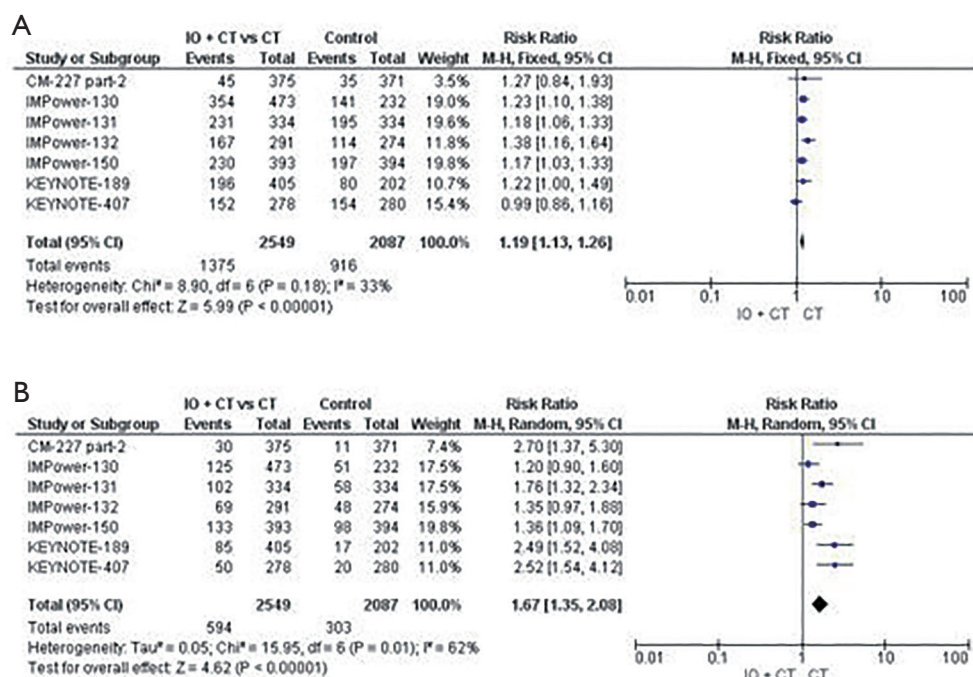 A
IO + CT vs CT Control Risk Ratio Risk Ratio
Study or Subgroup Events Total Events Total Weight M-H, Fixed, 95% CI M-H, Fixed, 95% CI
CM-227 part-2 45 375 35 371 3.5% 1.27 [0.84, 1.93]
IMPower-130 354 473 141 232 19.0% 1.23 [1.10, 1.38]
IMPower-131 231 334 195 334 19.6% 1.18 [1.06, 1.33]
IMPower-132 167 291 114 274 11.8% 1.38 [1.16, 1.64]
IMPower-150 230 393 197 394 19.8% 1.17 [1.03, 1.33]
KEYNOTE-189 196 405 80 202 10.7% 1.22 [1.00, 1.49]
KEYNOTE-407 152 278 154 280 15.4% 0.99 [0.86, 1.16]
Total (95% CI) 2549 2087 100.0% 1.19 [1.13, 1.26]
Total events 1375 916
Heterogeneity: Chi² = 8.90, df = 6 (P = 0.18); I² = 33%
Test for overall effect: Z = 5.99 (P < 0.00001)
0.01 0.1 1 10 100
IO + CT CT
B
IO + CT vs CT Control Risk Ratio Risk Ratio
Study or Subgroup Events Total Events Total Weight M-H, Random, 95% CI M-H, Random, 95% CI
CM-227 part-2 30 375 11 371 7.4% 2.70 [1.37, 5.30]
IMPower-130 125 473 51 232 17.5% 1.20 [0.90, 1.60]
IMPower-131 102 334 58 334 17.5% 1.76 [1.32, 2.34]
IMPower-132 69 291 48 274 15.9% 1.35 [0.97, 1.88]
IMPower-150 133 393 98 394 19.8% 1.36 [1.09, 1.70]
KEYNOTE-189 85 405 17 202 11.0% 2.49 [1.52, 4.08]
KEYNOTE-407 50 278 20 280 11.0% 2.52 [1.54, 4.12]
Total (95% CI) 2549 2087 100.0% 1.67 [1.35, 2.08]
Total events 594 303
Heterogeneity: Tau² = 0.05; Chi² = 15.95, df = 6 (P = 0.01); I² = 62%
Test for overall effect: Z = 4.62 (P < 0.00001)
0.01 0.1 1 10 100
IO + CT CT